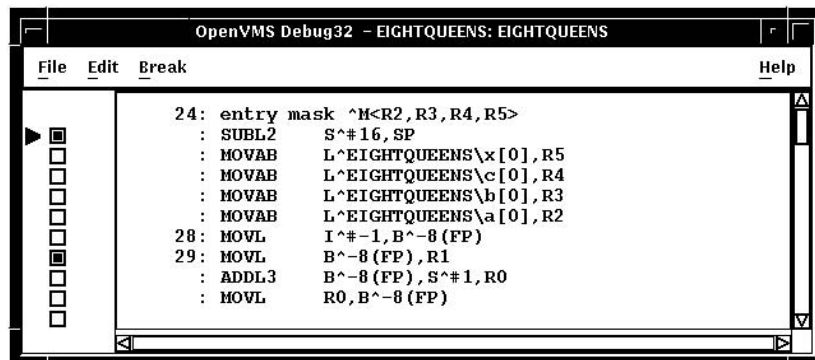 OpenVMS Debug32 – EIGHTQUEENS: EIGHTQUEENS
File Edit Break Help
24: entry mask ^M<R2,R3,R4,R5>
: SUBL2 S^#16,SP
: MOVAB L^EIGHTQUEENS\x[0],R5
: MOVAB L^EIGHTQUEENS\c[0],R4
: MOVAB L^EIGHTQUEENS\b[0],R3
: MOVAB L^EIGHTQUEENS\a[0],R2
28: MOVL I^#-1,B^-8(FP)
29: MOVL B^-8(FP),R1
: ADDL3 B^-8(FP),S^#1,R0
: MOVL R0,B^-8(FP)